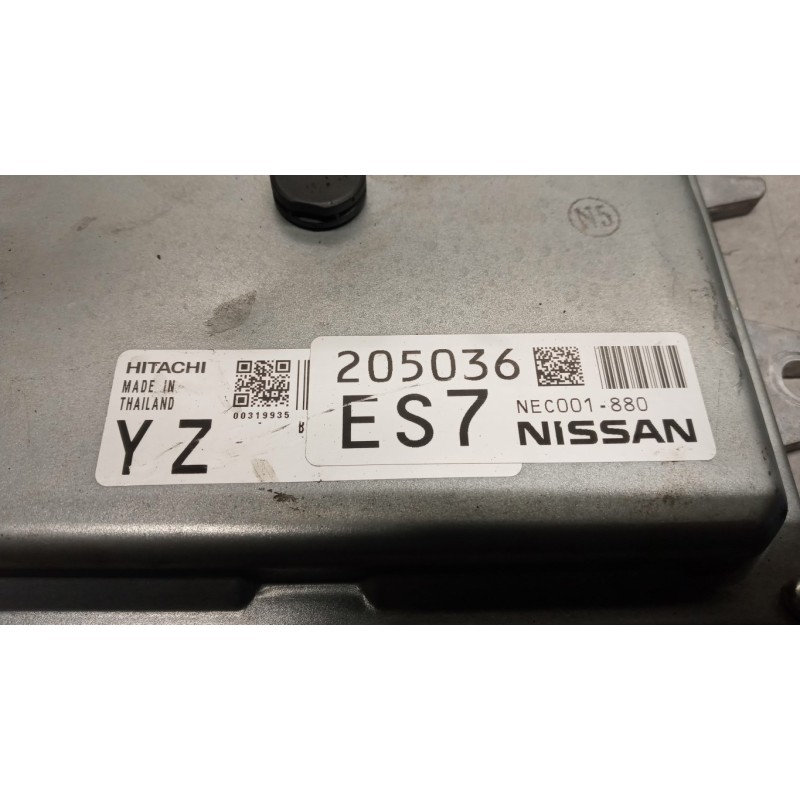 N5
HITACHI
MADE IN
THAILAND
00319935
YZ
205036
ES7
NEC001-880
NISSAN